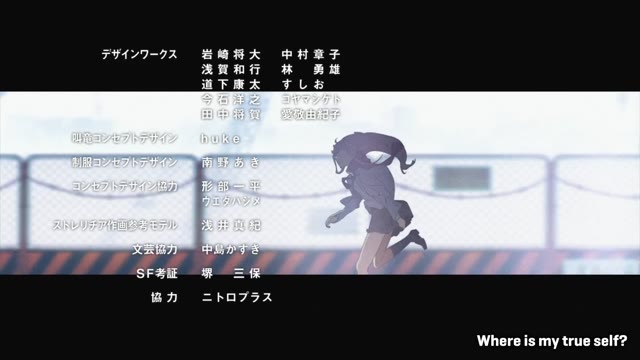 デザインワークス 岩崎将大 中村章子
浅賀和行 林 勇雄
道下康太 すしお
今石洋之 コヤマシゲト
田中将賀 愛敬由紀子
叫竜コンセプトデザイン huke
制服コンセプトデザイン 南野あき
コンセプトデザイン協力 形部一平
ウエダハジメ
ストレリチア作画参考モデル 浅井真紀
文芸協力 中島かずき
SF考証 堺 三保
協力 ニトロプラス
Where is my true self?